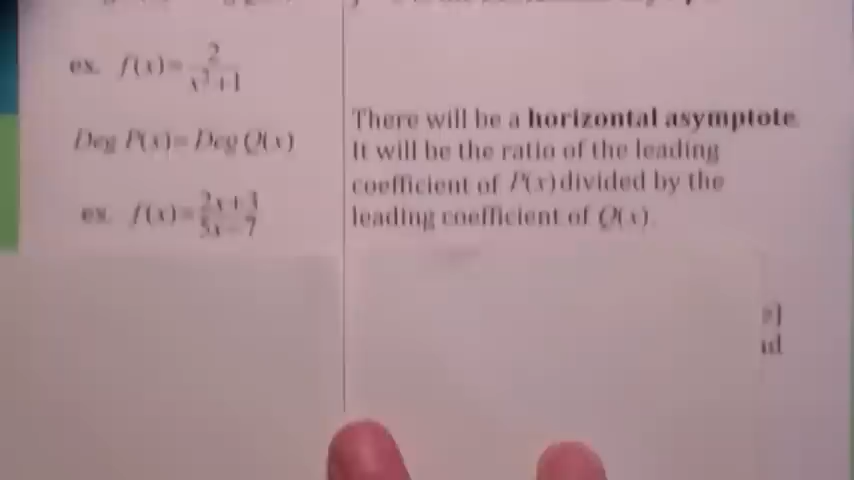 ex. f(x)=2/(x²+1)
Deg P(x)=Deg Q(x)
ex. f(x)=(2x+3)/(5x−7)
There will be a horizontal asymptote.
It will be the ratio of the leading
coefficient of P(x) divided by the
leading coefficient of Q(x).